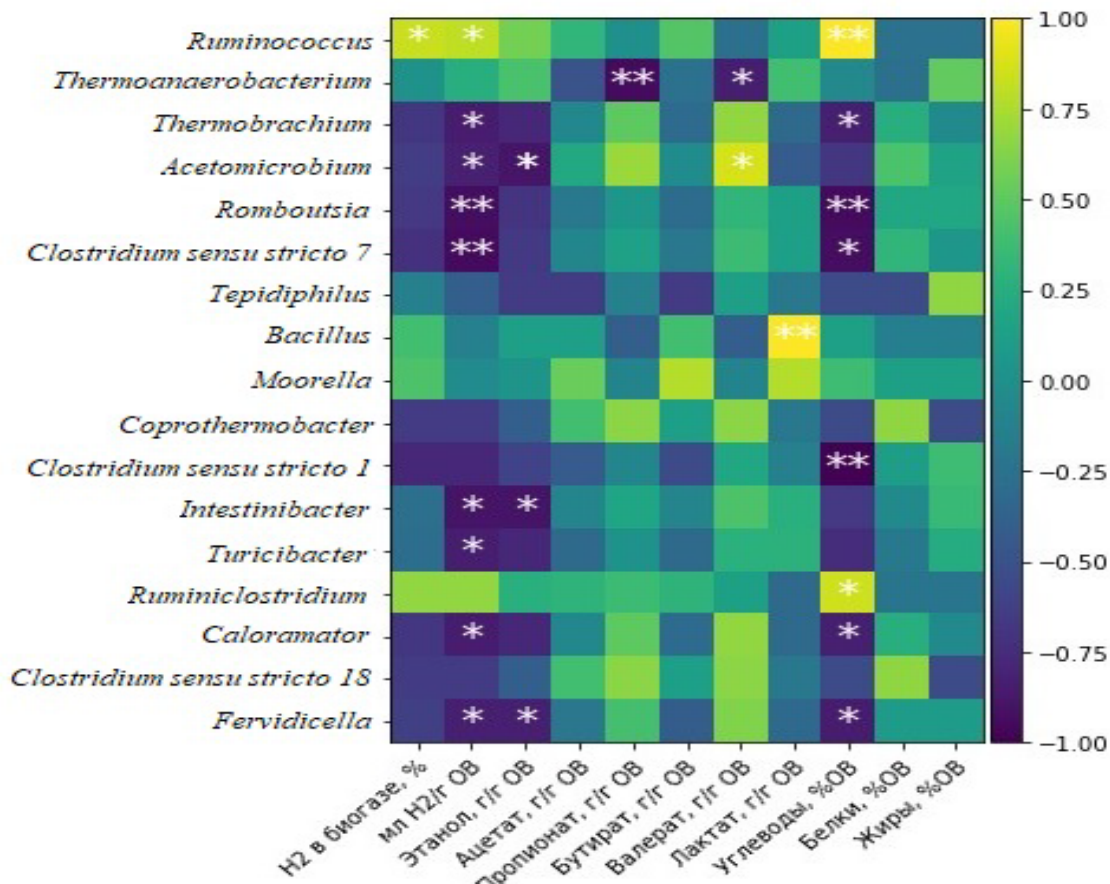 Ruminococcus * * ** 1.00
Thermoanaerobacterium ** *
Thermobrachium * * 0.75
Acetomicrobium * * *
Romboutsia ** ** 0.50
Clostridium sensu stricto 7 ** *
Tepidiphilus 0.25
Bacillus **
Moorella 0.00
Coprothermobacter
Clostridium sensu stricto 1 ** −0.25
Intestinibacter * *
Turicibacter * −0.50
Ruminiclostridium *
Caloramator * * −0.75
Clostridium sensu stricto 18
Fervidicella * * * −1.00
H2 в биогазе, %
мл H2/г ОВ
Этанол, г/г ОВ
Ацетат, г/г ОВ
Пропионат, г/г ОВ
Бутират, г/г ОВ
Валерат, г/г ОВ
Лактат, г/г ОВ
Углеводы, %ОВ
Белки, %ОВ
Жиры, %ОВ